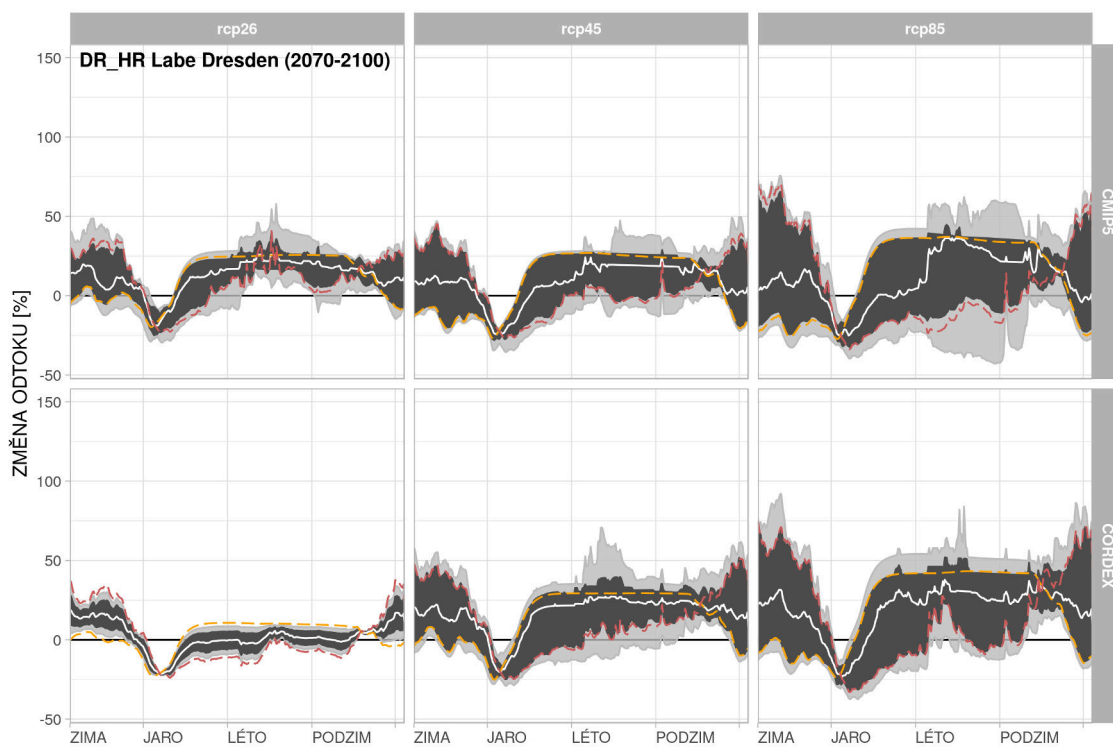 rcp26 rcp45 rcp85
DR_HR Labe Dresden (2070-2100)
150
100
50
0
-50
CMIP5
ZMĚNA ODTOKU [%]
150
100
50
0
-50
CORDEX
ZIMA JARO LÉTO PODZIM ZIMA JARO LÉTO PODZIM ZIMA JARO LÉTO PODZIM